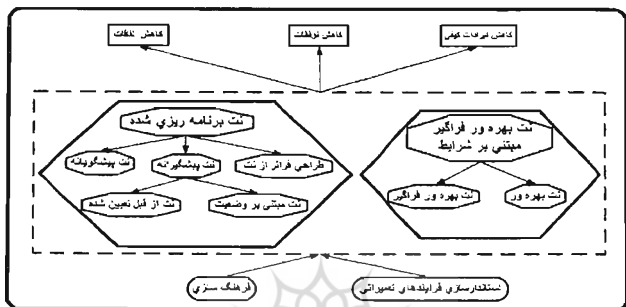 کاهش ایرادات کیفی
کاهش توقفات
کاهش تلفات
نت برنامه ریزی شده
نت پیشگویانه
نت پیشگیرانه
طراحی فراتر از نت
نت از قبل تعیین شده
نت مبتنی بر وضعیت
نت بهره ور فراگیر
مبتنی بر شرایط
نت بهره ور فراگیر
نت بهره ور
فرهنگ سازی
استانداردسازی فرایندهای تعمیراتی